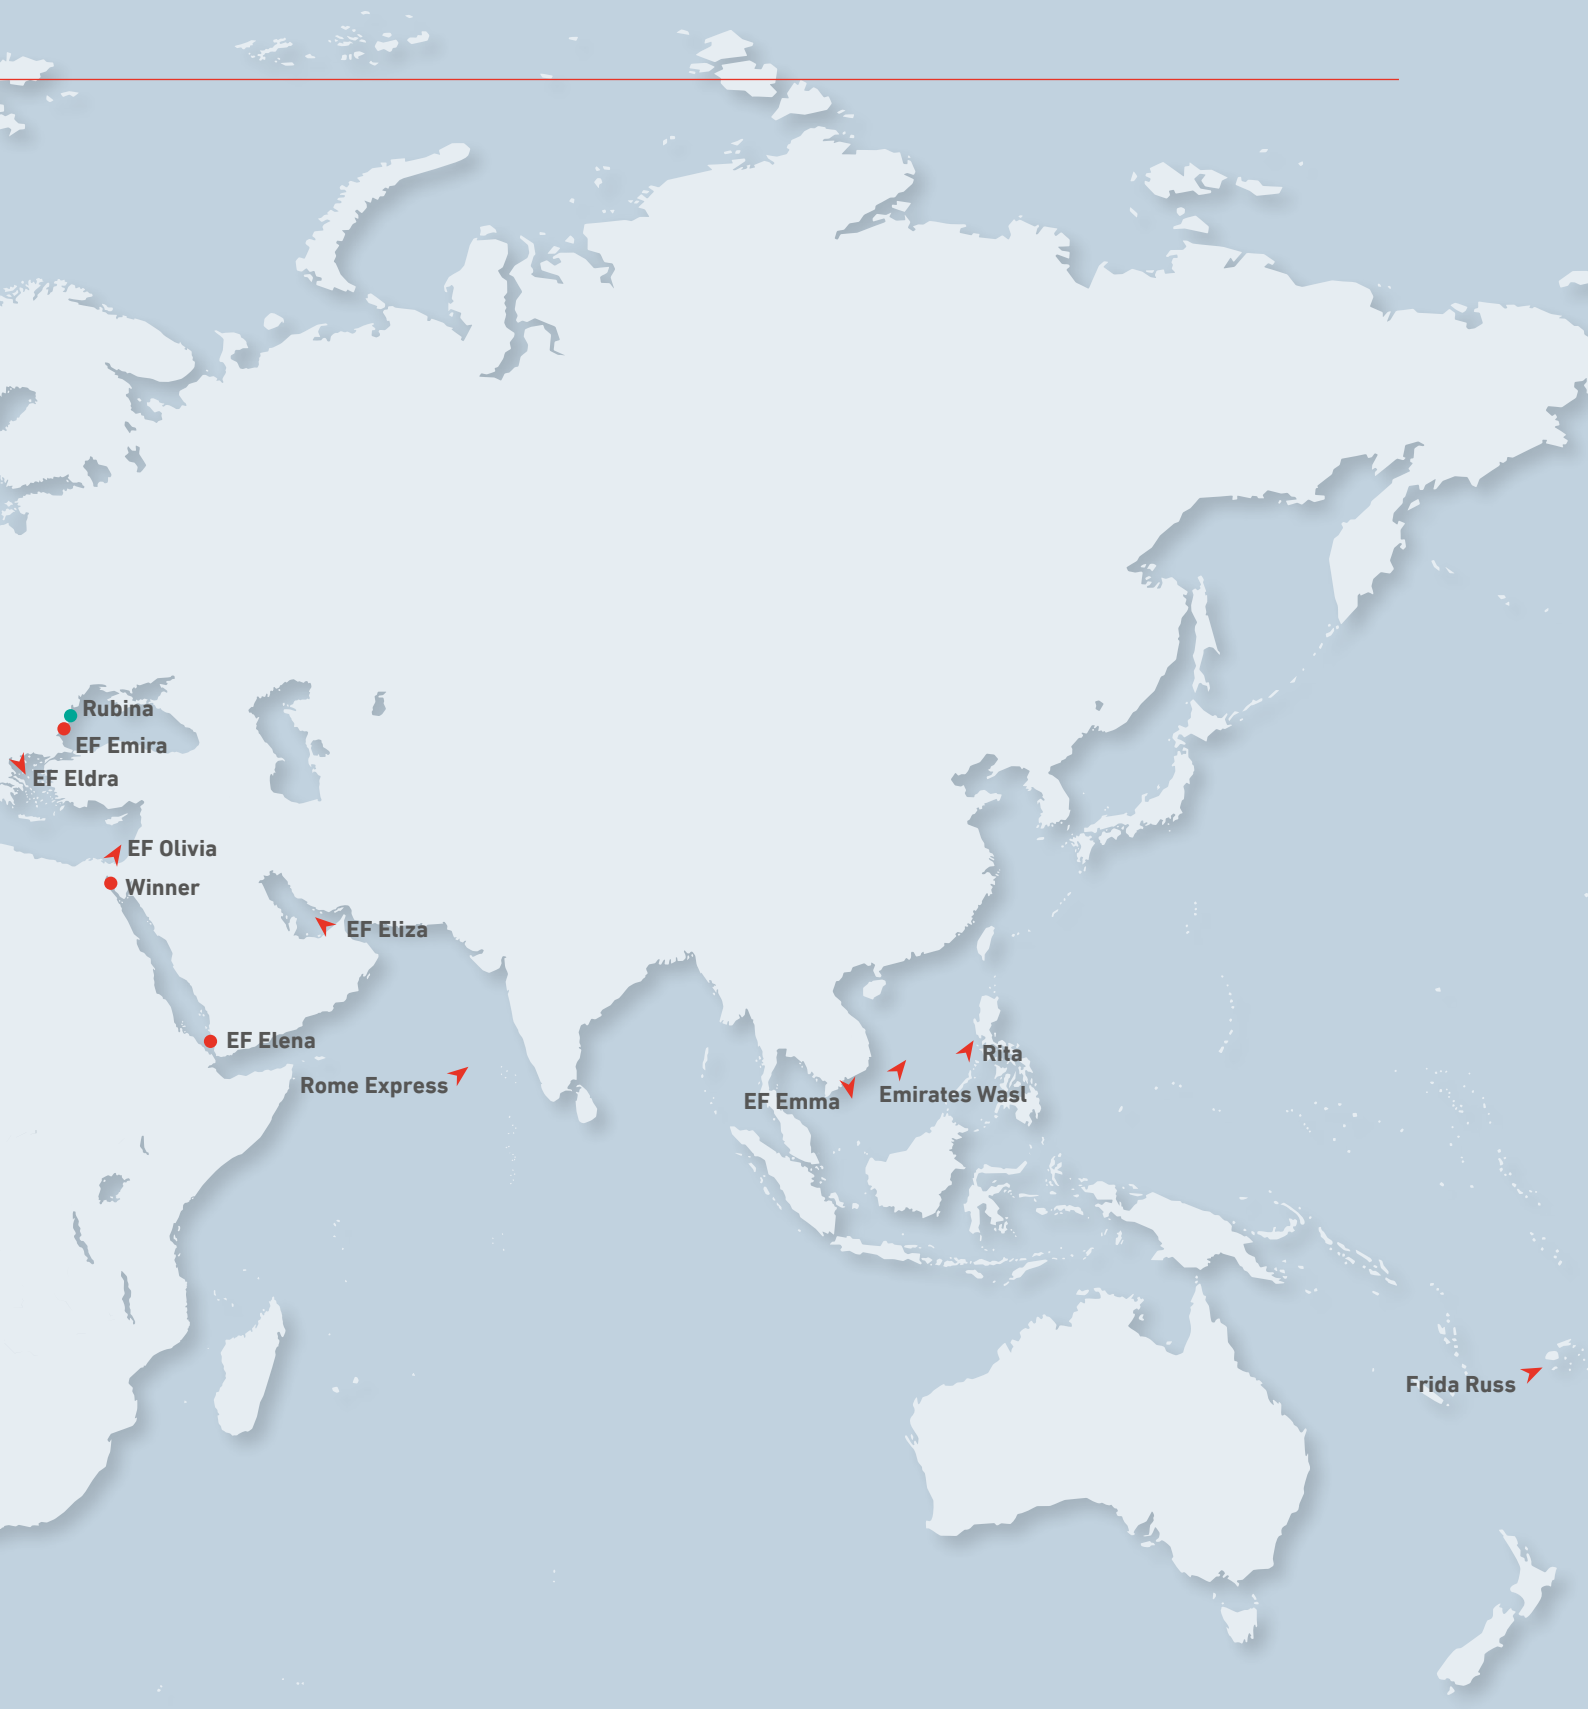 Rubina
EF Emira
EF Eldra
EF Olivia
Winner
EF Eliza
EF Elena
Rome Express
Rita
Emirates Wasl
EF Emma
Frida Russ